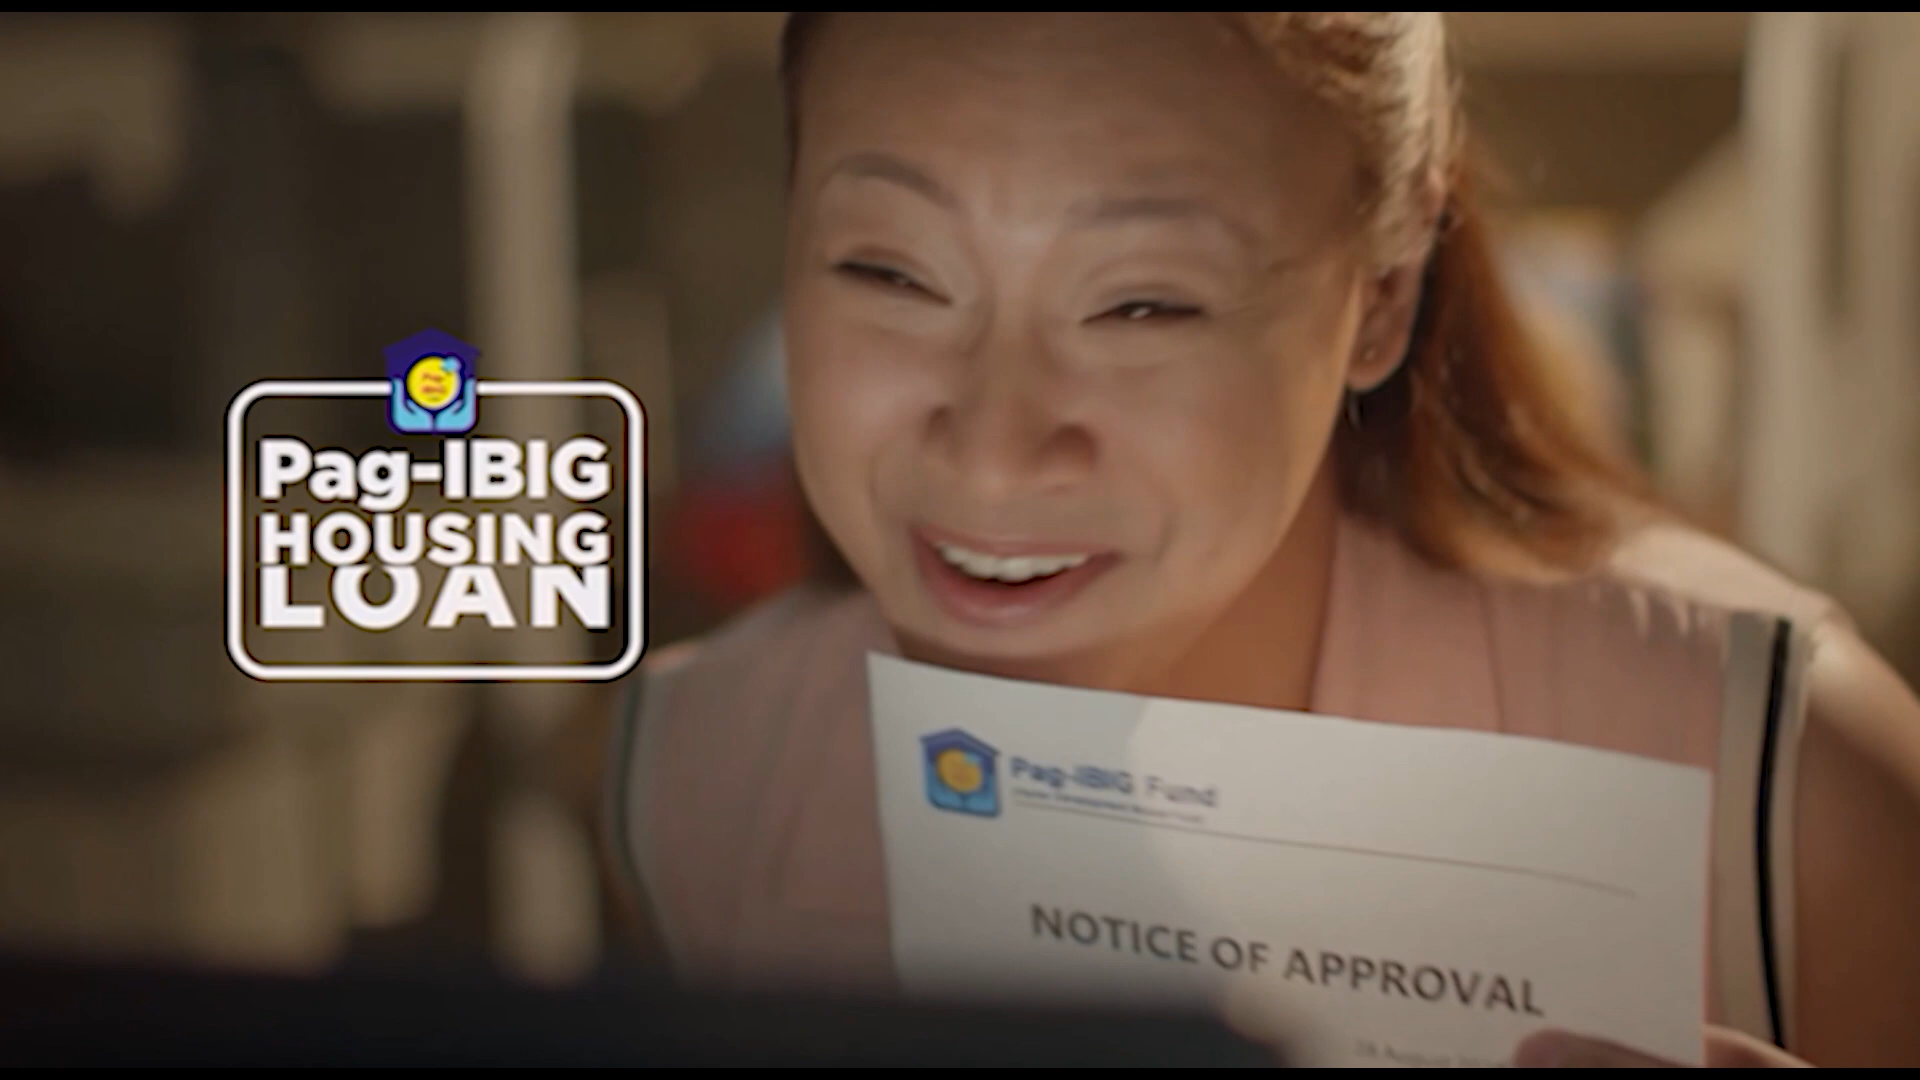 Pag-IBIG
HOUSING
LOAN
Pag-IBIG Fund
NOTICE OF APPROVAL